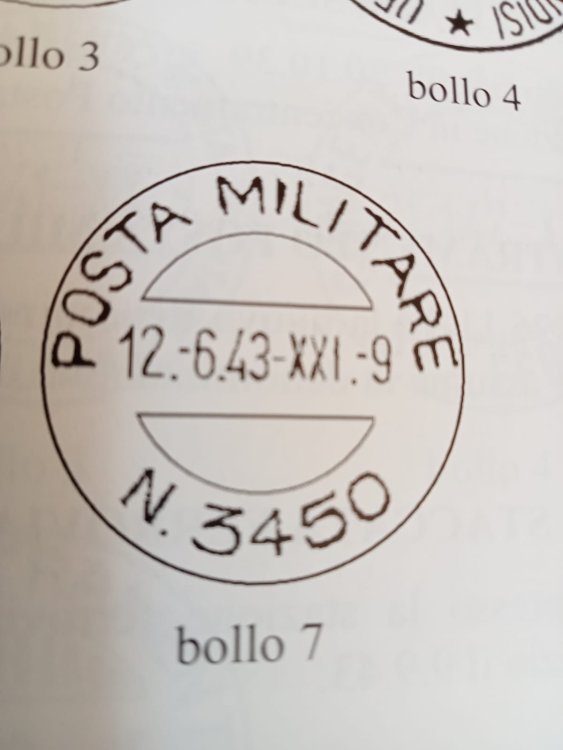 bollo 3
bollo 4
POSTA MILITARE
12.-6.43-XXI.-9
N. 3450
bollo 7